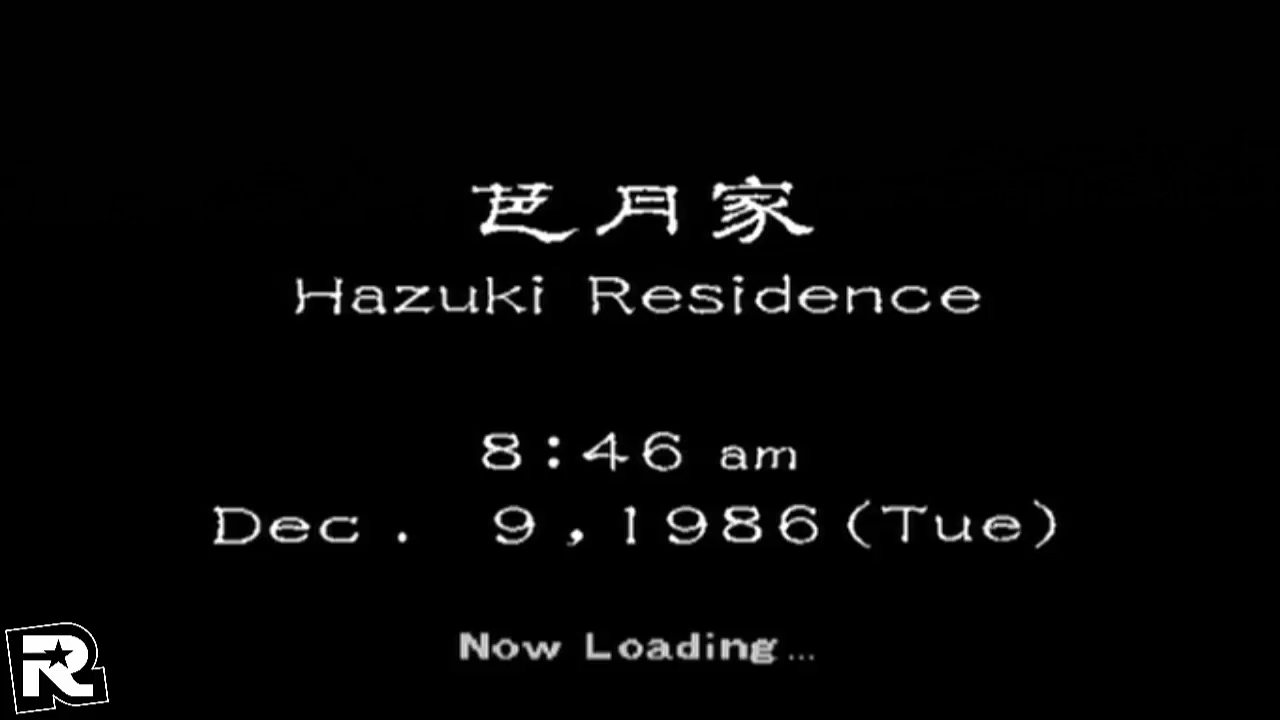 芭月家
Hazuki Residence
8:46 am
Dec. 9,1986(Tue)
Now Loading...
R